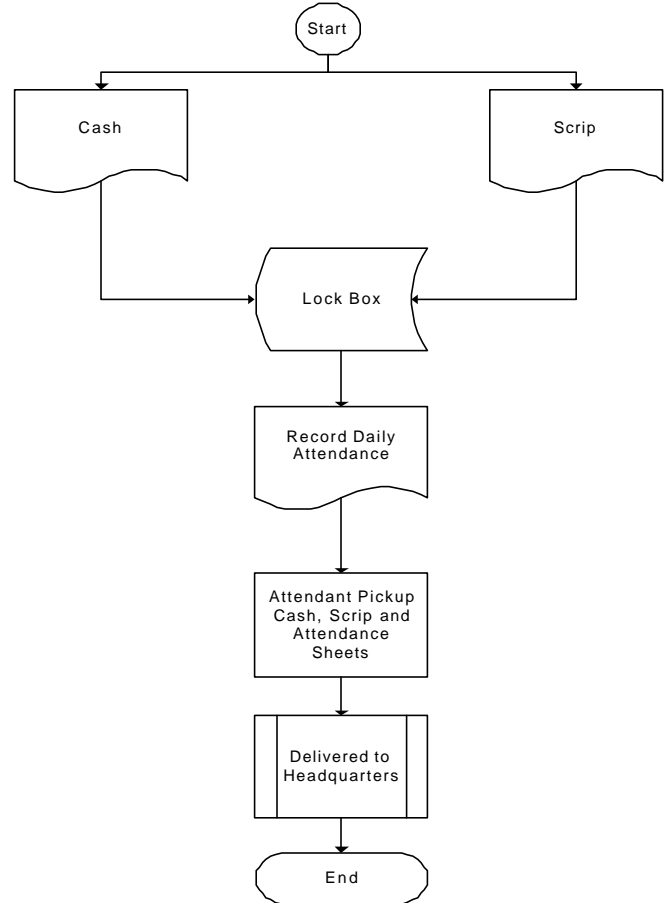 Start
Cash
Scrip
Lock Box
Record Daily
Attendance
Attendant Pickup
Cash, Scrip and
Attendance
Sheets
Delivered to
Headquarters
End